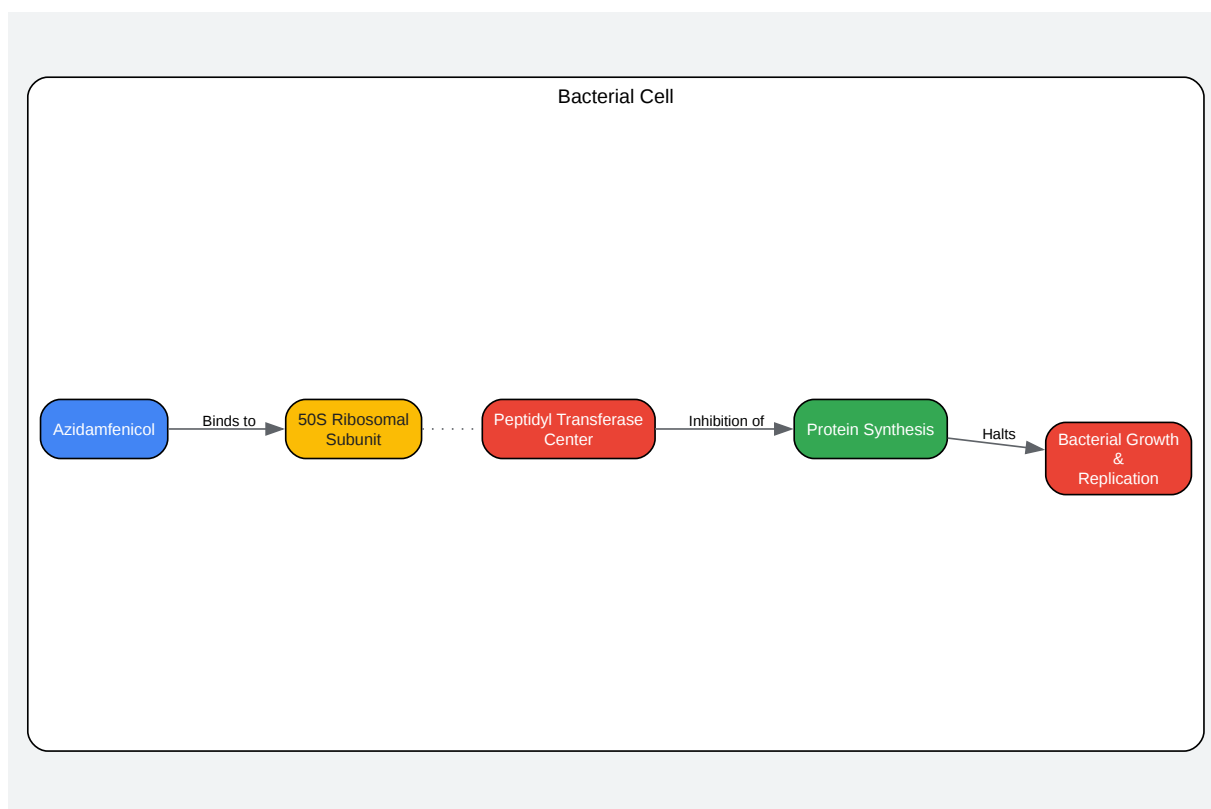 Bacterial Cell
Azidamfenicol
Binds to
50S Ribosomal
Subunit
Peptidyl Transferase
Center
Inhibition of
Protein Synthesis
Halts
Bacterial Growth
&
Replication